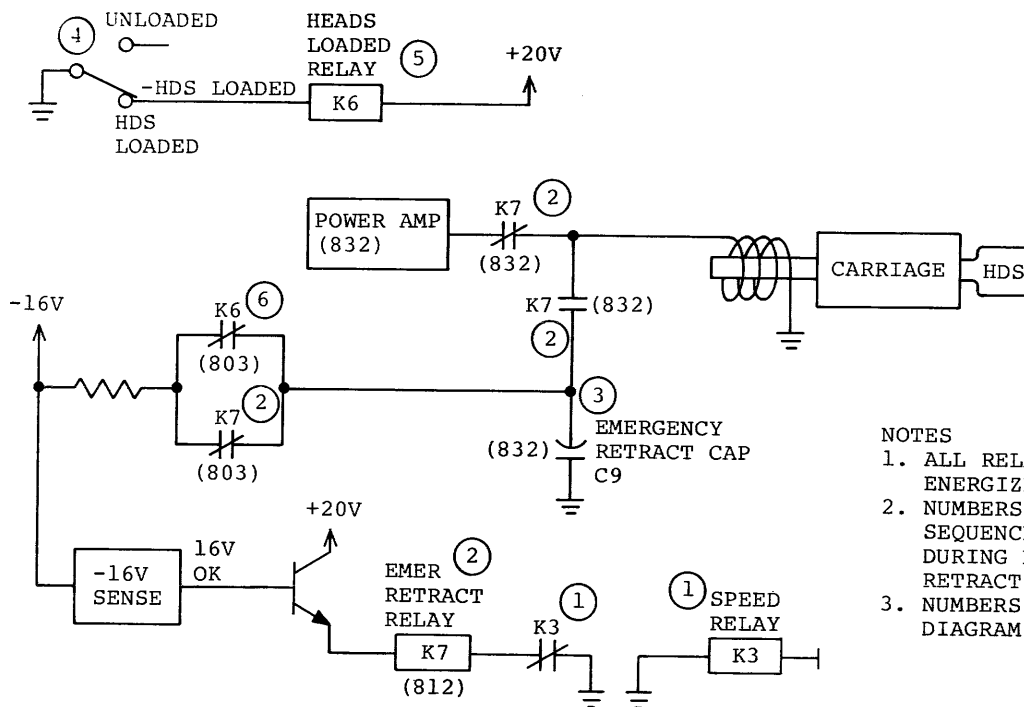 UNLOADED
4
-HDS LOADED
HDS
LOADED
HEADS
LOADED
RELAY
5
K6
+20V
POWER AMP
(832)
K7
2
(832)
K7
(832)
2
CARRIAGE
HDS
-16V
K6
6
(803)
K7
2
(803)
3
(832)
EMERGENCY
RETRACT CAP
C9
-16V
SENSE
16V
OK
+20V
EMER
RETRACT
RELAY
2
K7
(812)
1
K3
1
SPEED
RELAY
K3
NOTES
1. ALL REL
ENERGIZ
2. NUMBERS
SEQUENC
DURING
RETRACT
3. NUMBERS
DIAGRAM